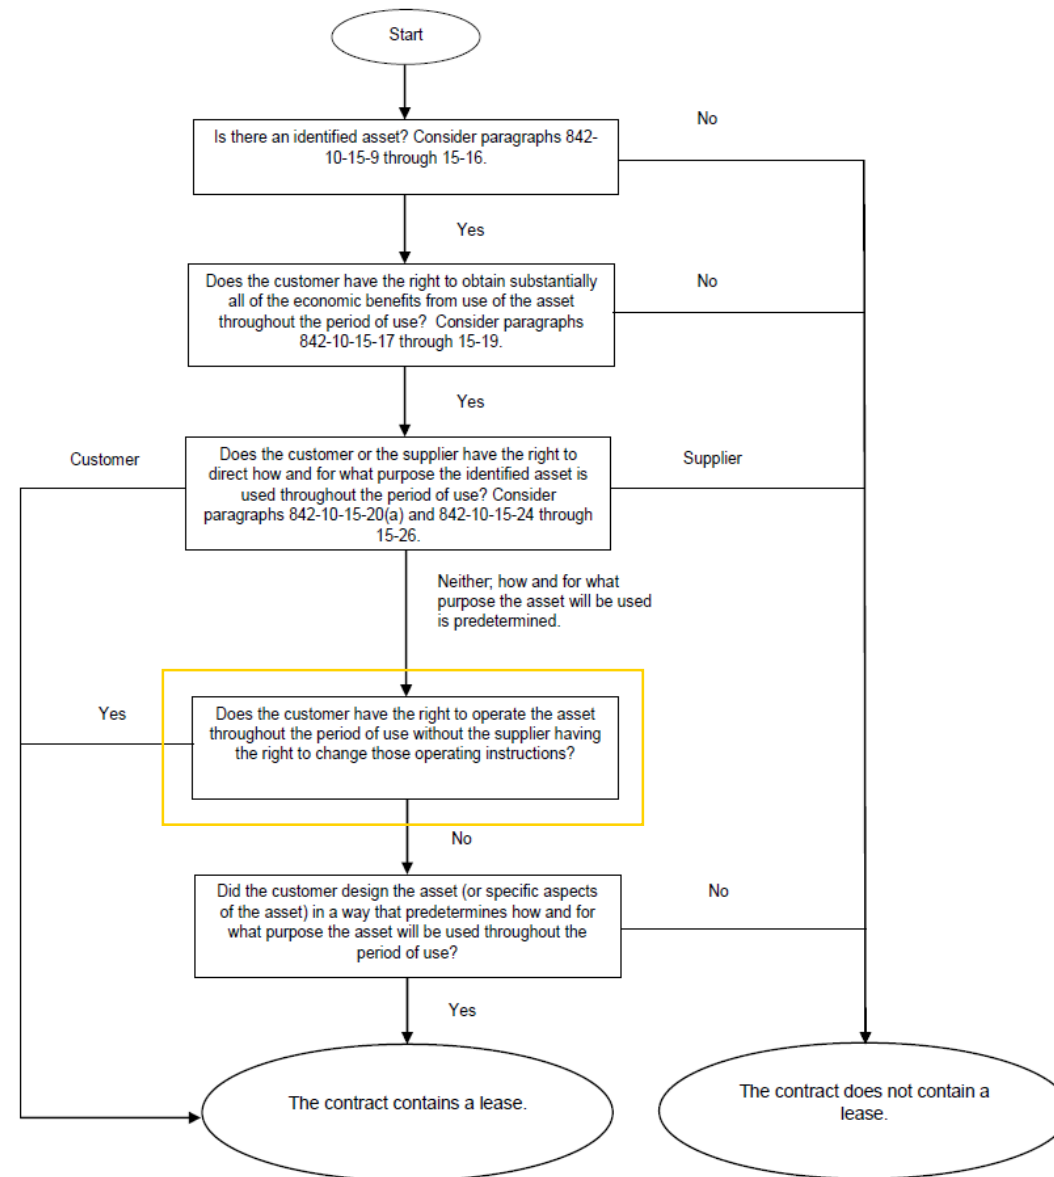 Start
No
Is there an identified asset? Consider paragraphs 842-
10-15-9 through 15-16.
Yes
Does the customer have the right to obtain substantially
all of the economic benefits from use of the asset
throughout the period of use?  Consider paragraphs
842-10-15-17 through 15-19.
No
Yes
Customer
Does the customer or the supplier have the right to
direct how and for what purpose the identified asset is
used throughout the period of use? Consider
paragraphs 842-10-15-20(a) and 842-10-15-24 through
15-26.
Supplier
Neither; how and for what
purpose the asset will be used
is predetermined.
Yes
Does the customer have the right to operate the asset
throughout the period of use without the supplier having
the right to change those operating instructions?
No
Did the customer design the asset (or specific aspects
of the asset) in a way that predetermines how and for
what purpose the asset will be used throughout the
period of use?
No
Yes
The contract contains a lease.
The contract does not contain a
lease.